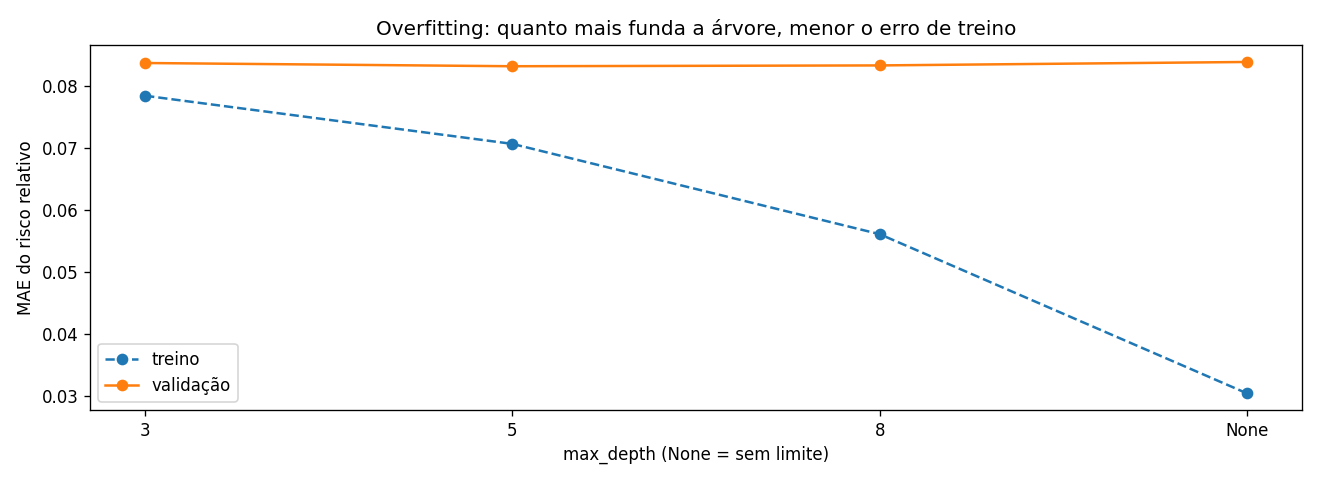 Overfitting: quanto mais funda a árvore, menor o erro de treino
MAE do risco relativo
0.08
0.07
0.06
0.05
0.04
0.03
treino
validação
3 5 8 None
max_depth (None = sem limite)